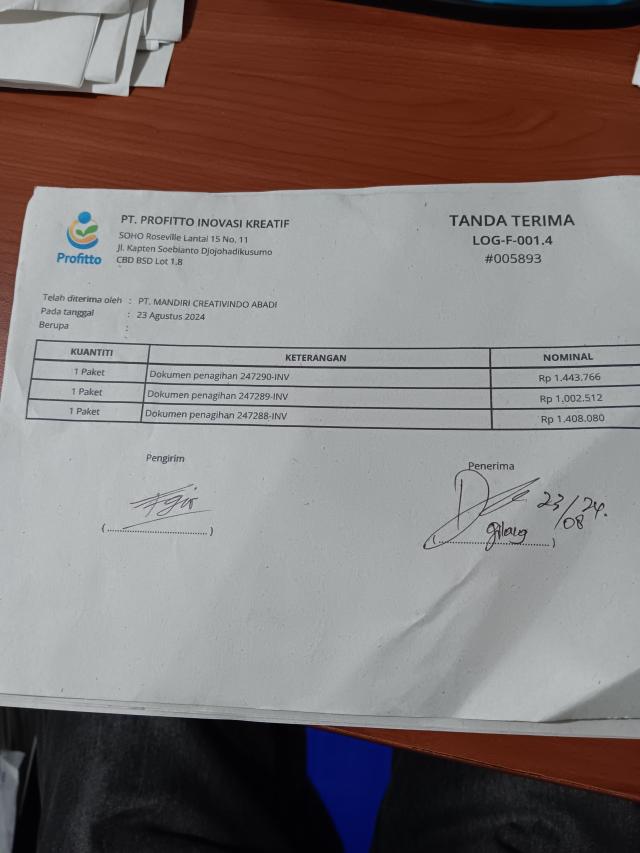 PT. PROFITTO INOVASI KREATIF
SOHO Roseville Lantai 15 No. 11
Jl. Kapten Soebianto Djojohadikusumo
CBD BSD Lot 1.8
Profitto
TANDA TERIMA
LOG-F-001.4
#005893
Telah diterima oleh : PT. MANDIRI CREATIVINDO ABADI
Pada tanggal : 23 Agustus 2024
Berupa :
KUANTITI KETERANGAN NOMINAL
1 Paket Dokumen penagihan 247290-INV Rp 1.443.766
1 Paket Dokumen penagihan 247289-INV Rp 1.002.512
1 Paket Dokumen penagihan 247288-INV Rp 1.408.080
Pengirim
(..............................)
Penerima
23/08 24.
gilang
(..............................)